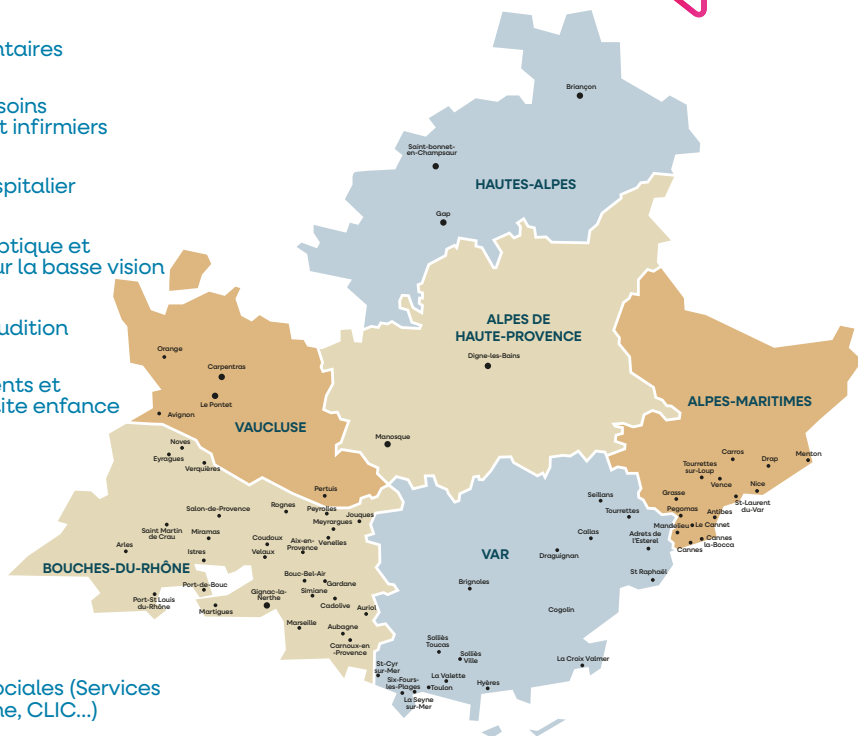 ntaires
soins
t infirmiers
spitalier
ptique et
ur la basse vision
udition
nts et
tite enfance
ociales (Services
ne, CLIC...)
Briançon
Saint-bonnet-
en-Champsaur
HAUTES-ALPES
Gap
ALPES DE
HAUTE-PROVENCE
Digne-les-Bains
Manosque
Orange
Carpentras
Le Pontet
Avignon
VAUCLUSE
Pertuis
ALPES-MARITIMES
Carros
Drap
Menton
Tourrettes
sur-Loup
Vence
Nice
Grasse
St-Laurent
du-Var
Pegomas
Antibes
Mandelieu
Le Cannet
Cannes
la-Bocca
Cannes
Noves
Eyragues
Verquières
Salon-de-Provence
Rognes
Peyrolles
Jouques
Meyrargues
Saint Martin
de Crau
Miramas
Venelles
Arles
Istres
Coudoux
Velaux
Aix-en-
Provence
BOUCHES-DU-RHÔNE
Port-de-Bouc
Bouc-Bel-Air
Gardane
Simiane
Gignac-la-
Nerthe
Port-St Louis
du-Rhône
Martigues
Cadolive
Auriol
Marseille
Aubagne
Carnaux-en
-Provence
VAR
Seillans
Tourrettes
Callas
Adrets de
l'Esterel
Draguignan
St Raphaël
Brignoles
Cogolin
Solliès
Toucas
Solliès
Ville
La Croix Valmer
St-Cyr
sur-Mer
La Valette
Six-Fours-
les-Plages
Toulon
Hyères
La Seyne
sur-Mer